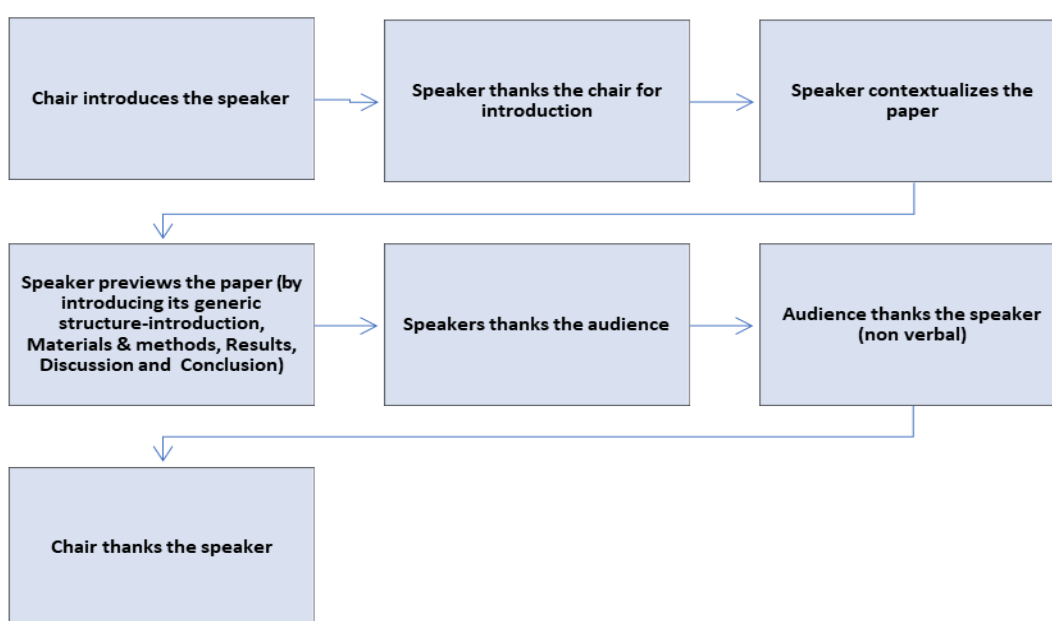 Chair introduces the speaker
Speaker thanks the chair for
introduction
Speaker contextualizes the
paper
Speaker previews the paper (by
introducing its generic
structure-introduction,
Materials & methods, Results,
Discussion and Conclusion)
Speakers thanks the audience
Audience thanks the speaker
(non verbal)
Chair thanks the speaker